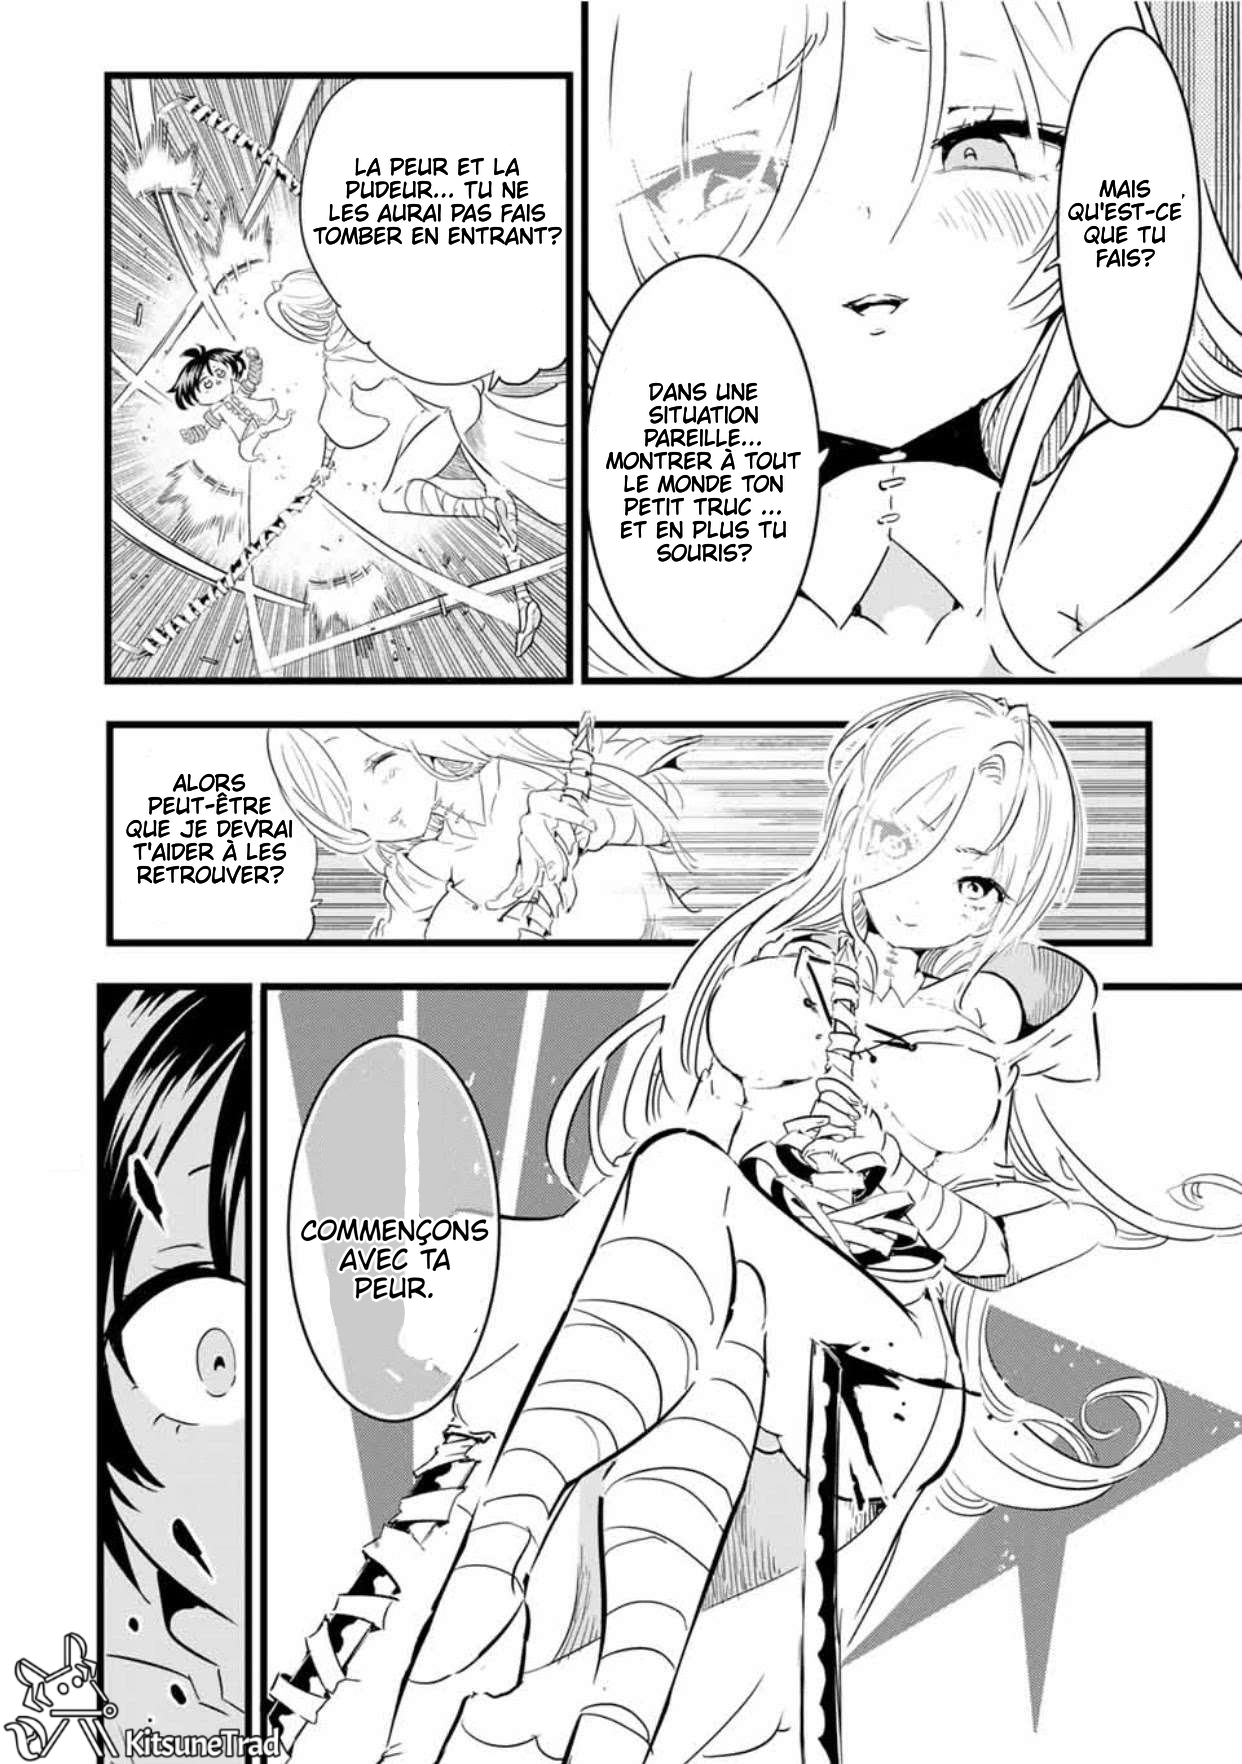 MAIS
QU'EST-CE
QUE TU
FAIS?
DANS UNE
SITUATION
PAREILLE...
MONTRER À TOUT
LE MONDE TON
PETIT TRUC ...
ET EN PLUS TU
SOURIS?
LA PEUR ET LA
PUDEUR... TU NE
LES AURAI PAS FAIS
TOMBER EN ENTRANT?
ALORS
PEUT-ÊTRE
QUE JE DEVRAI
T'AIDER À LES
RETROUVER?
COMMENÇONS
AVEC TA
PEUR.
KitsuneTrad